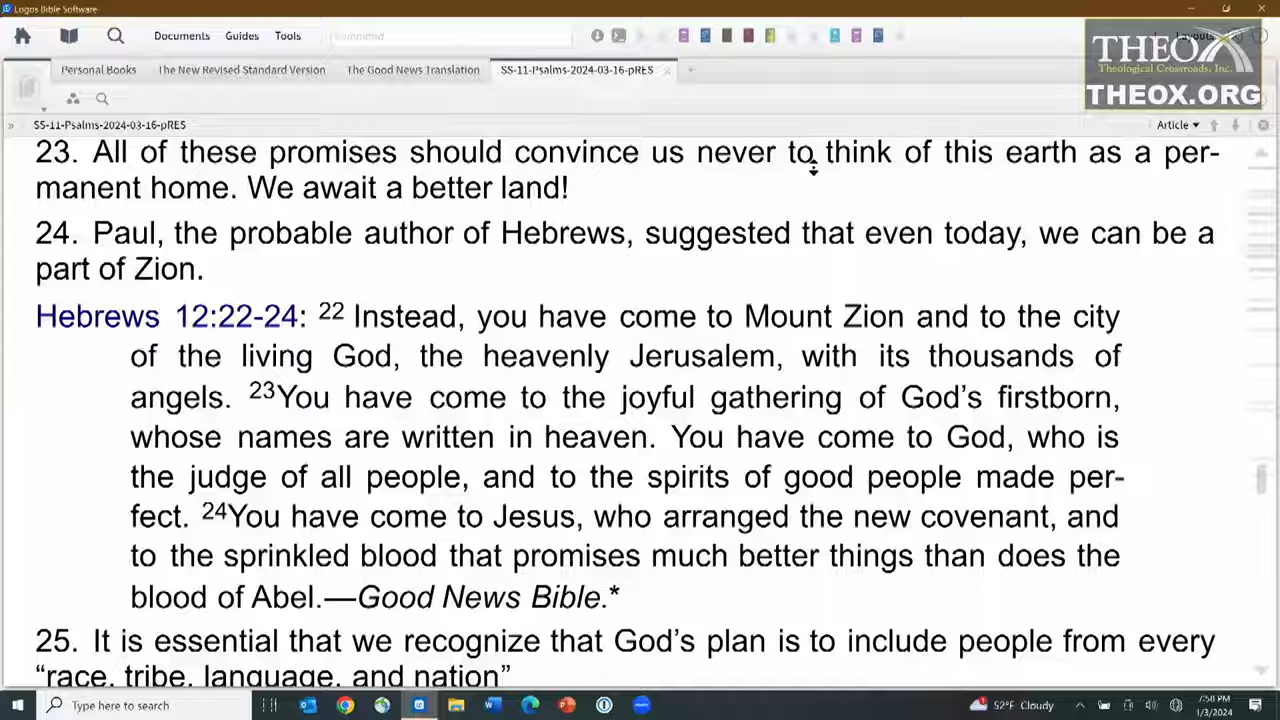 Logos Bible Software
Documents Guides Tools Command Layouts
THEOX
Theological Crossroads, Inc.
THEOX.ORG
Personal Books The New Revised Standard Version SS-11-Psalms-2024-03-16-pRES
SS-11-Psalms-2024-03-16-pRES Article
23. All of these promises should convince us never to think of this earth as a per-
manent home. We await a better land!
24. Paul, the probable author of Hebrews, suggested that even today, we can be a
part of Zion.
Hebrews 12:22-24: 22 Instead, you have come to Mount Zion and to the city
of the living God, the heavenly Jerusalem, with its thousands of
angels. 23You have come to the joyful gathering of God's firstborn,
whose names are written in heaven. You have come to God, who is
the judge of all people, and to the spirits of good people made per-
fect. 24You have come to Jesus, who arranged the new covenant, and
to the sprinkled blood that promises much better things than does the
blood of Abel.—Good News Bible.*
25. It is essential that we recognize that God's plan is to include people from every
“race, tribe, language, and nation”
Type here to search 52°F Cloudy 7:58 PM
1/3/2024